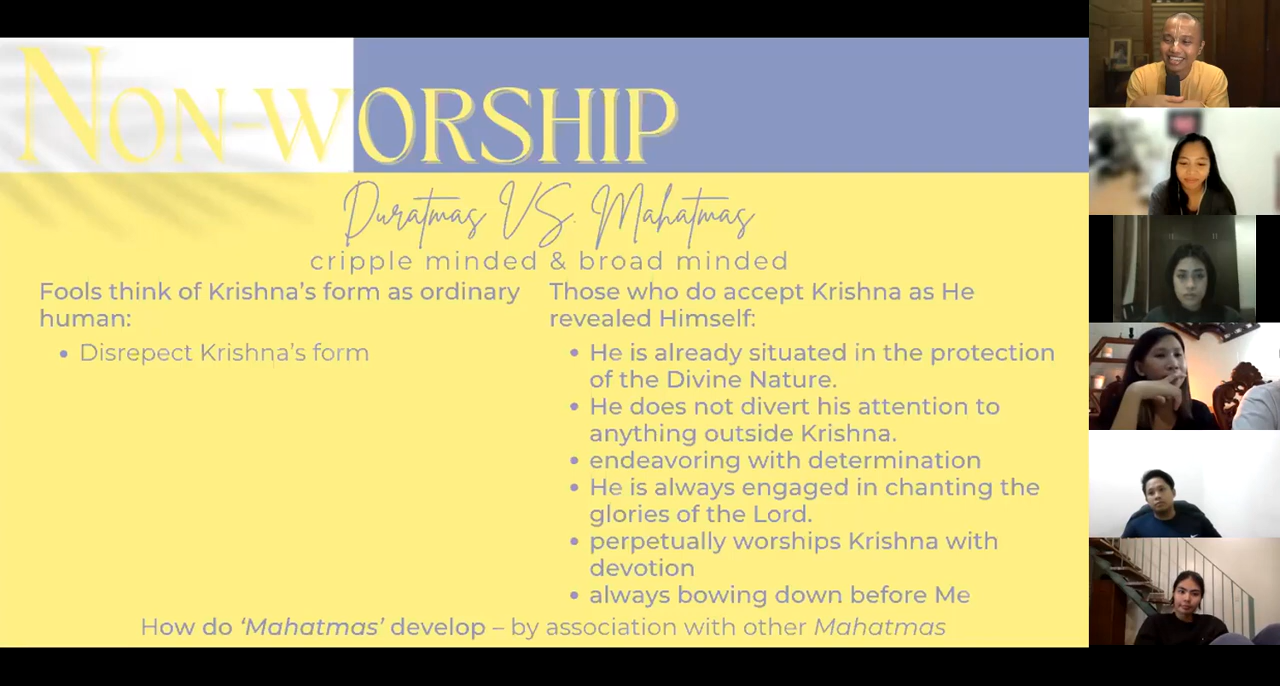 NON-WORSHIP
Duratmas VS. Mahatmas
cripple minded & broad minded
Fools think of Krishna's form as ordinary
human:
• Disrepect Krishna's form
Those who do accept Krishna as He
revealed Himself:
• He is already situated in the protection
of the Divine Nature.
• He does not divert his attention to
anything outside Krishna.
• endeavoring with determination
• He is always engaged in chanting the
glories of the Lord.
• perpetually worships Krishna with
devotion
• always bowing down before Me
How do 'Mahatmas' develop – by association with other Mahatmas